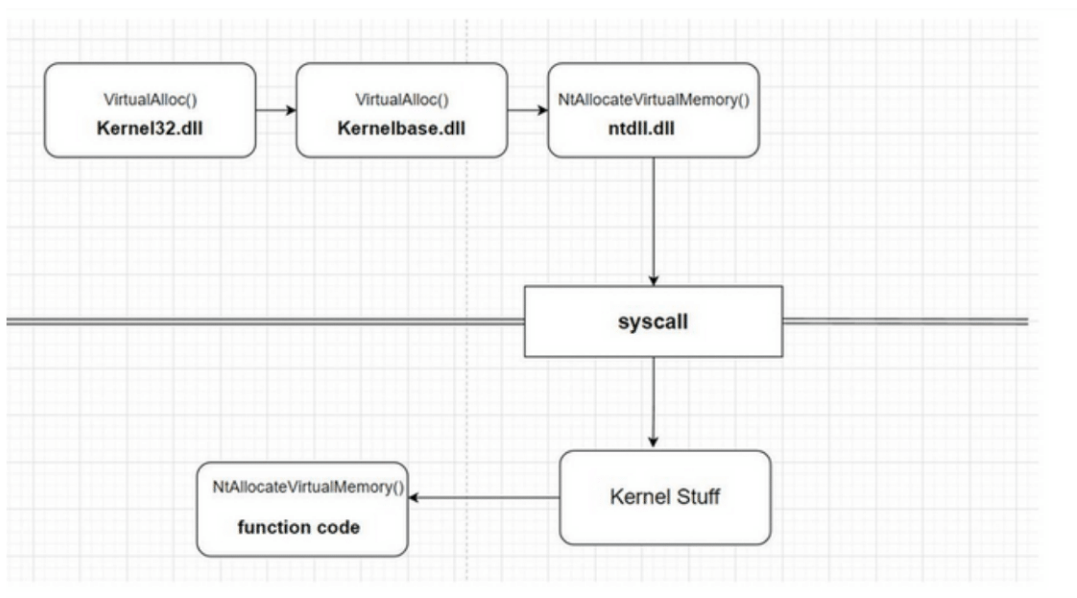 VirtualAlloc()
Kernel32.dll
VirtualAlloc()
Kernelbase.dll
NtAllocateVirtualMemory()
ntdll.dll
syscall
Kernel Stuff
NtAllocateVirtualMemory()
function code